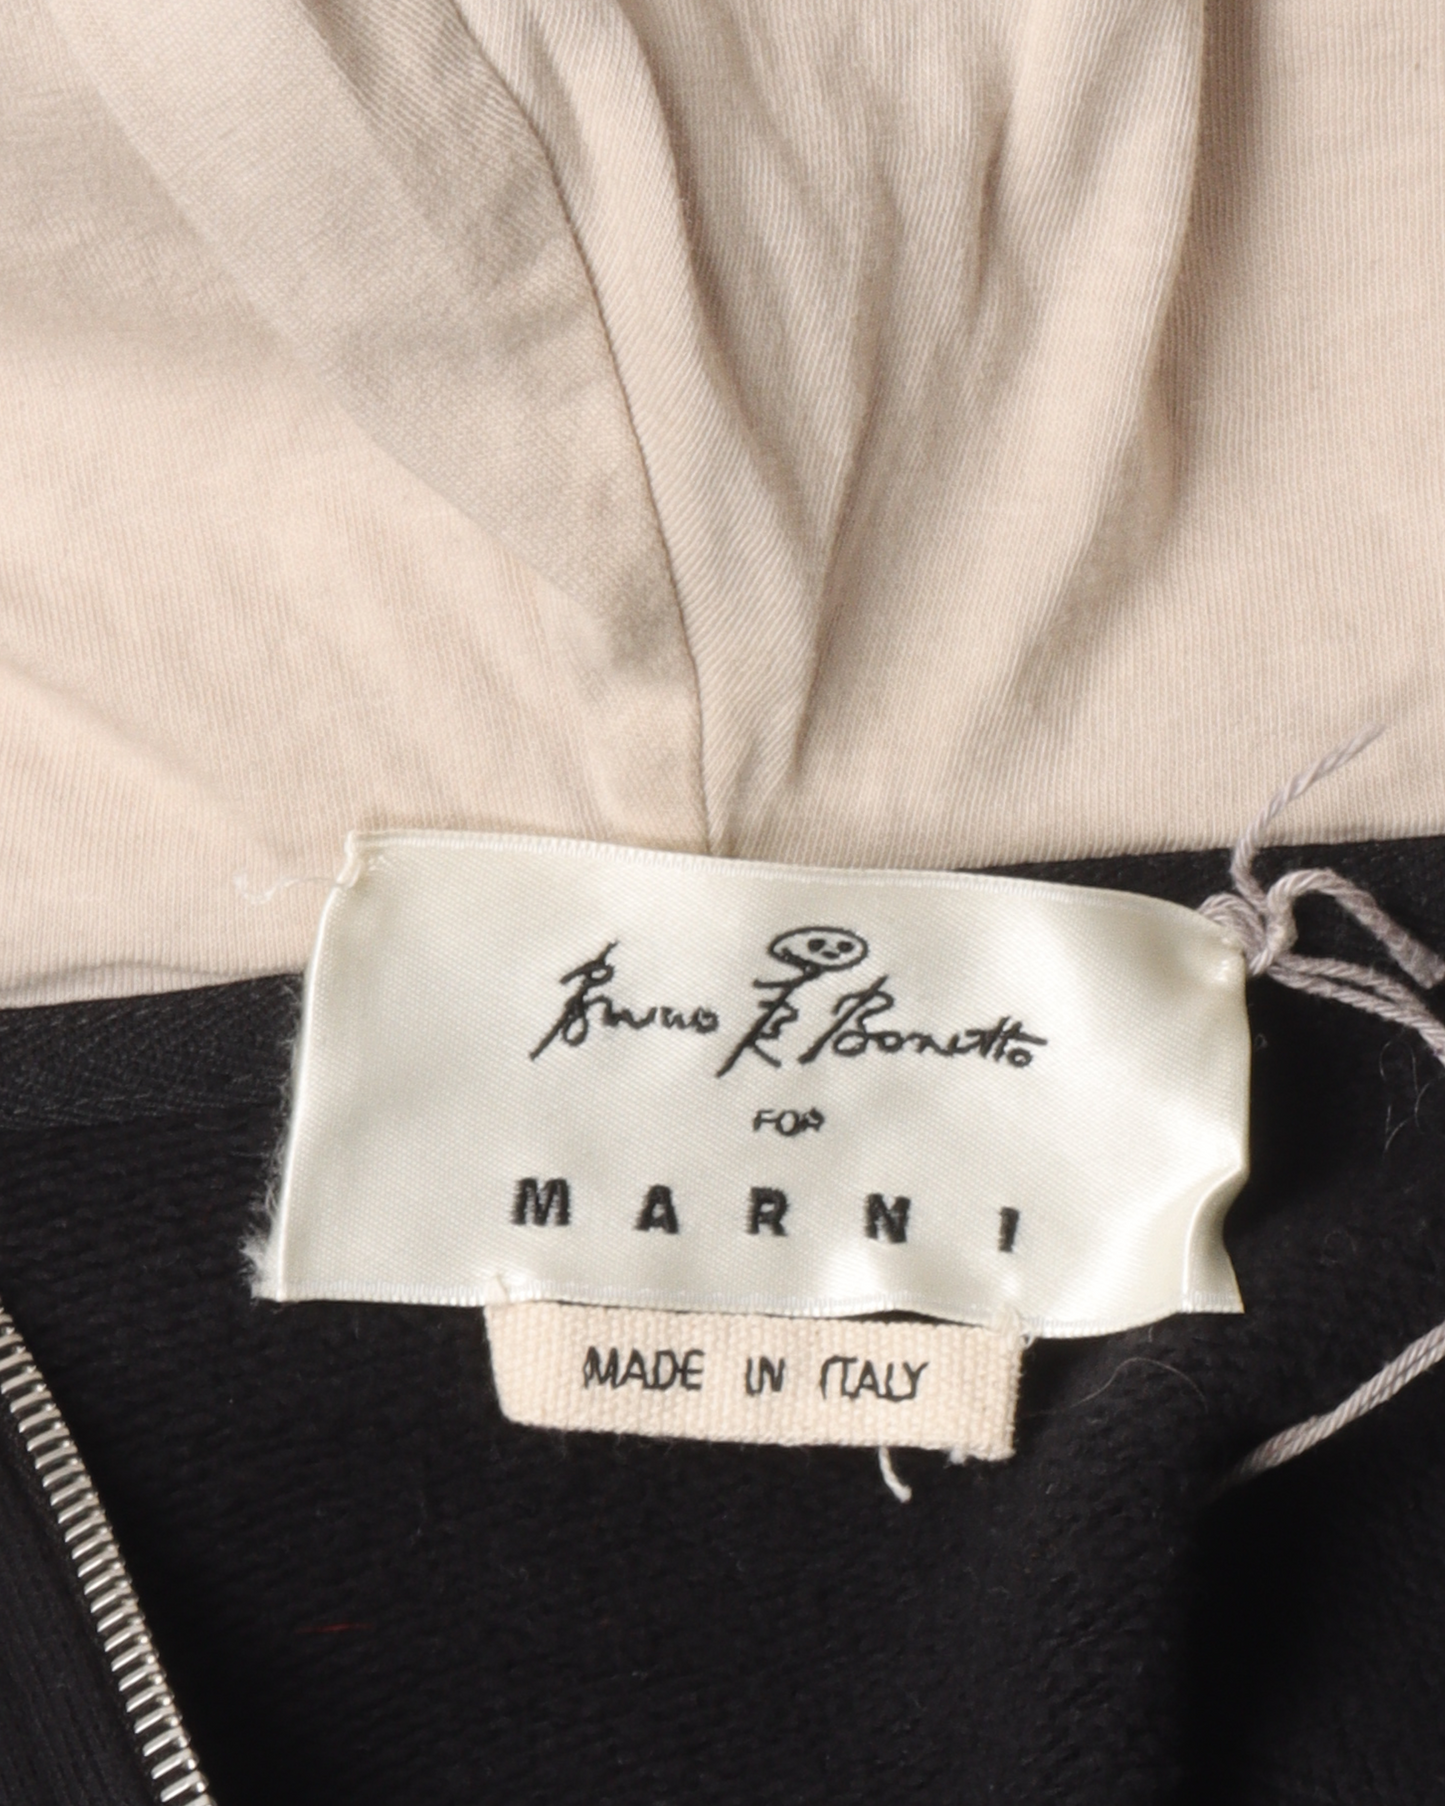 Bruno Bonetto
FOR
MARNI
MADE IN ITALY